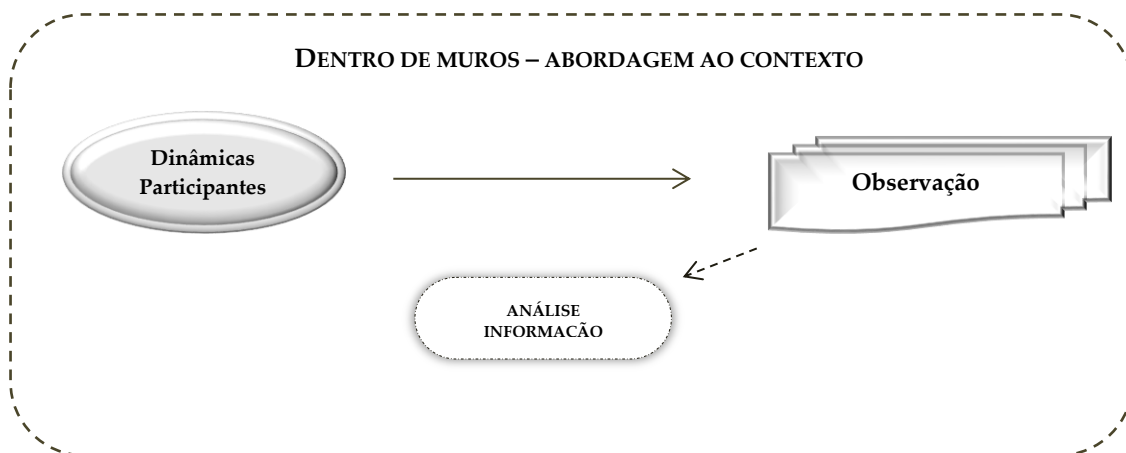 DENTRO DE MUROS – ABORDAGEM AO CONTEXTO
Dinâmicas
Participantes
Observação
ANÁLISE
INFORMACÃO